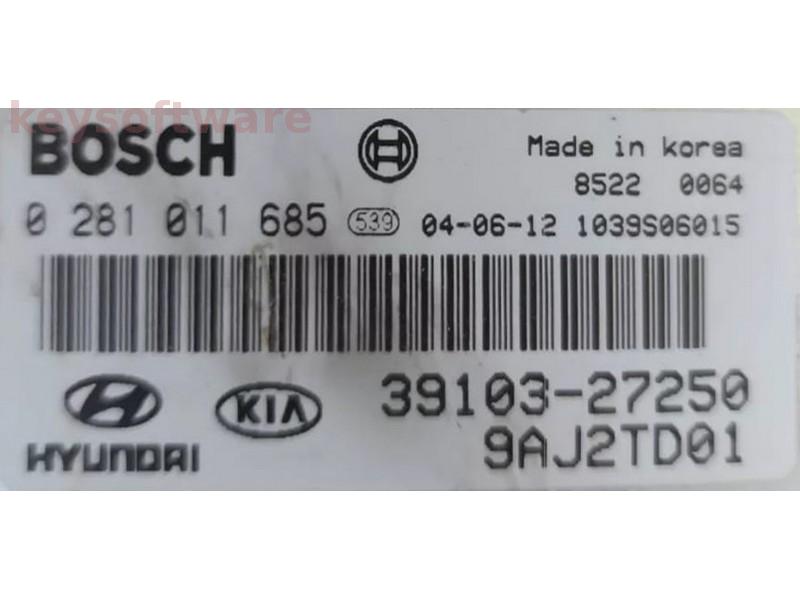 keysoftware
BOSCH
Made in korea
8522 0064
0 281 011 685 539 04-06-12 1039S06015
39103-27250
KIA
HYUNDAI
9AJ2TD01